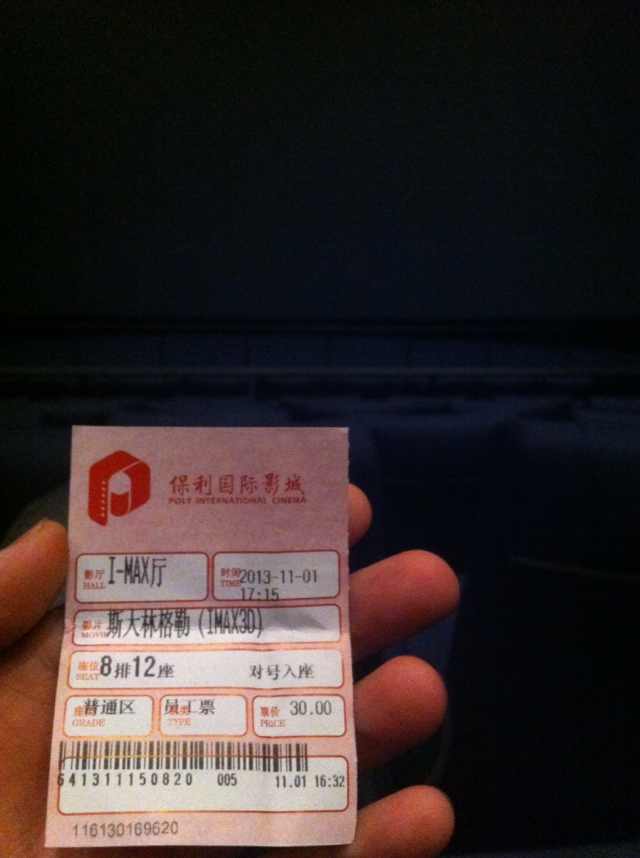 保利国际影城
POLY INTERNATIONAL CINEMA
影厅 I-MAX厅 时间 2013-11-01
HALL TIME 17:15
影片 斯大林格勒(IMAX3D)
MOVIE
座位 8排12座 对号入座
SEAT
普通区 员工票 票价 30.00
GRADE TYPE PRICE
641311150820 005 11.01 16:32
116130169620